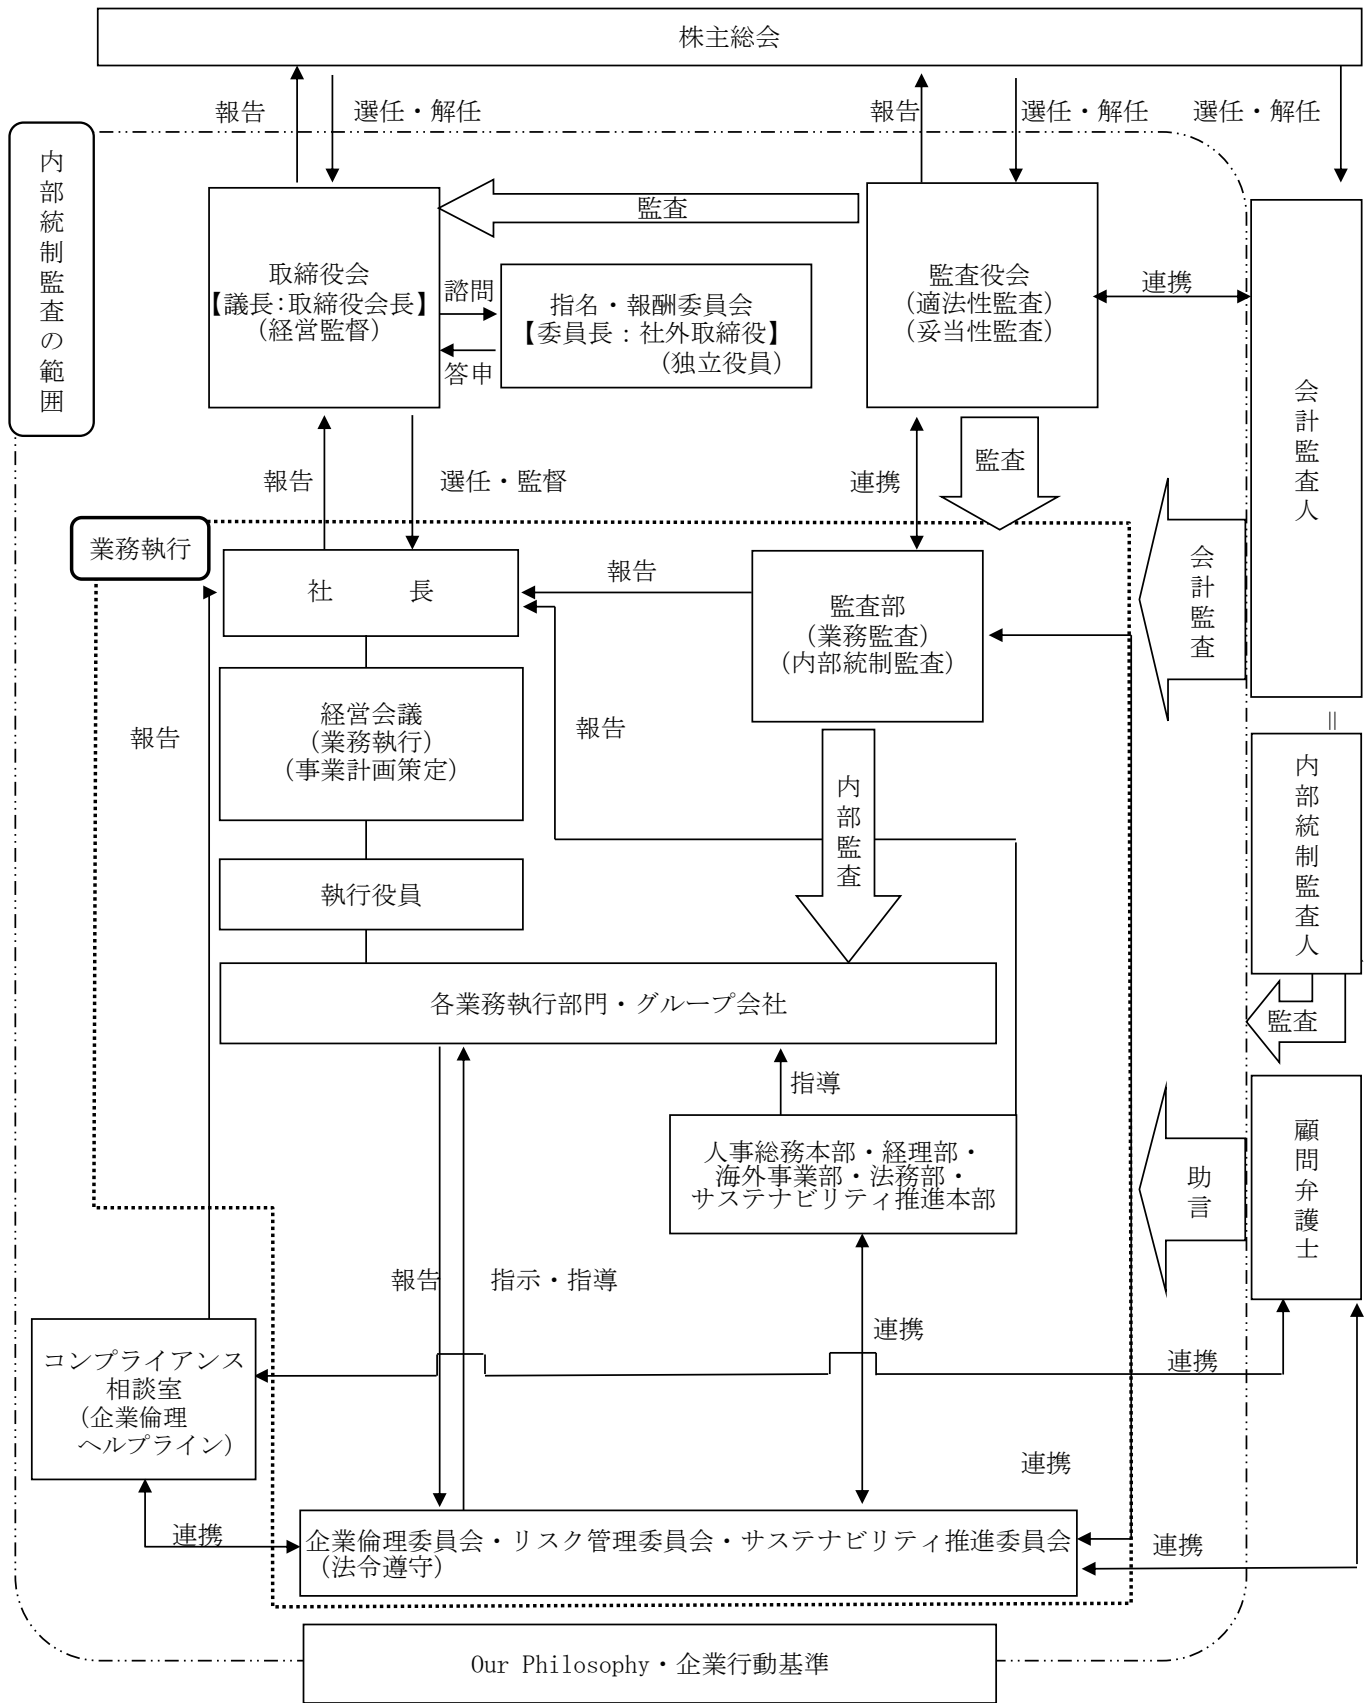 株主総会
報告
選任・解任
報告
選任・解任
選任・解任
内部統制監査の範囲
監査
取締役会
【議長:取締役会長】
(経営監督)
諮問
答申
指名・報酬委員会
【委員長:社外取締役】
(独立役員)
監査役会
(適法性監査)
(妥当性監査)
連携
会計監査人
報告
選任・監督
連携
監査
業務執行
社　　　長
報告
監査部
(業務監査)
(内部統制監査)
会計監査
経営会議
(業務執行)
(事業計画策定)
報告
報告
=
内部監査
内部統制監査人
執行役員
各業務執行部門・グループ会社
監査
指導
人事総務本部・経理部・
海外事業部・法務部・
サステナビリティ推進本部
助言
顧問弁護士
報告
指示・指導
連携
連携
コンプライアンス
相談室
(企業倫理
ヘルプライン)
連携
連携
企業倫理委員会・リスク管理委員会・サステナビリティ推進委員会
(法令遵守)
連携
Our Philosophy・企業行動基準